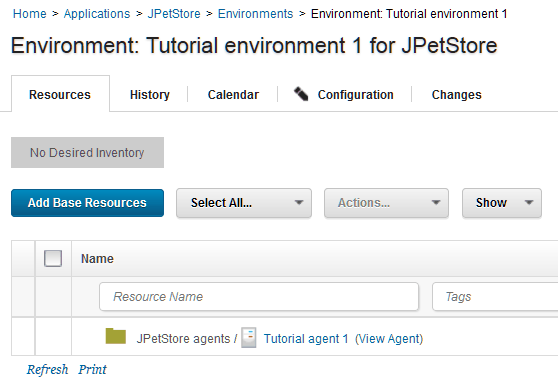 Home > Applications > JPetStore > Environments > Environment: Tutorial environment 1
Environment: Tutorial environment 1 for JPetStore
Resources History Calendar Configuration Changes
No Desired Inventory
Add Base Resources Select All... Actions... Show
Name
Resource Name Tags
JPetStore agents / Tutorial agent 1 (View Agent)
Refresh Print